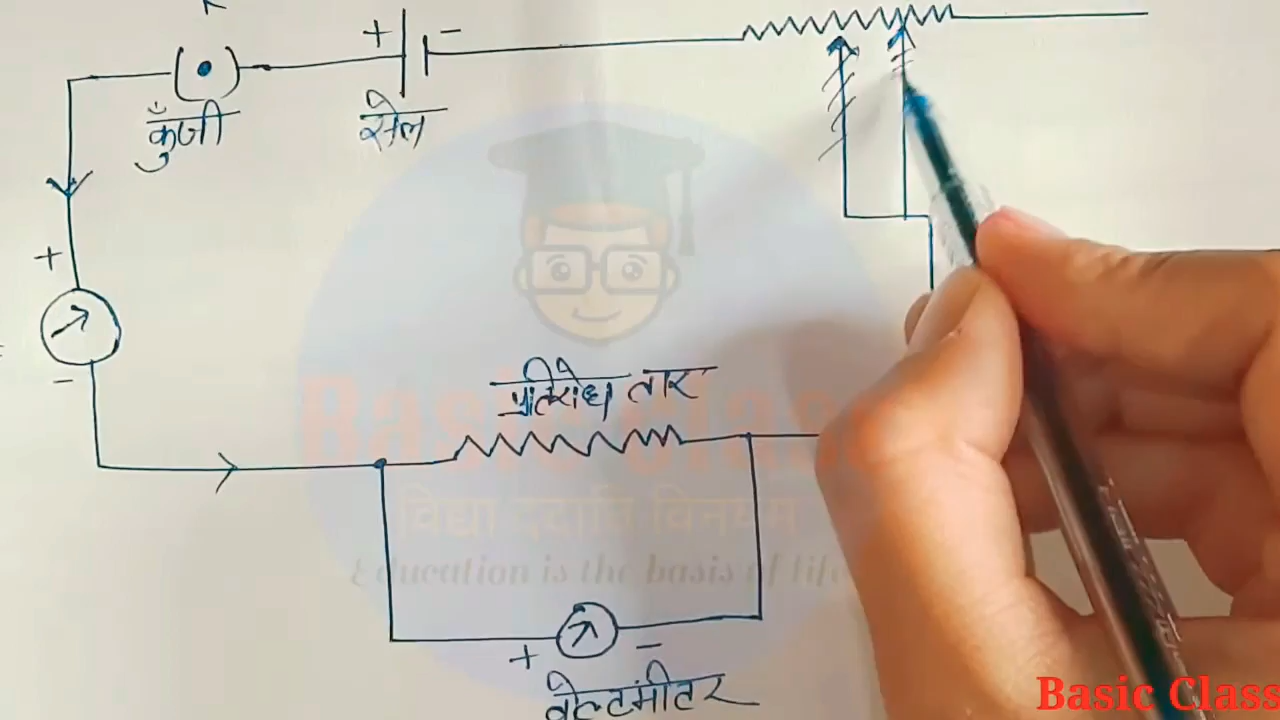 + -
कुँजी
सेल
+
-
प्रतिरोध तार
Basic Class
विद्या ददाति विनयम
Education is the basis of life
+ -
वोल्टमीटर
Basic Class